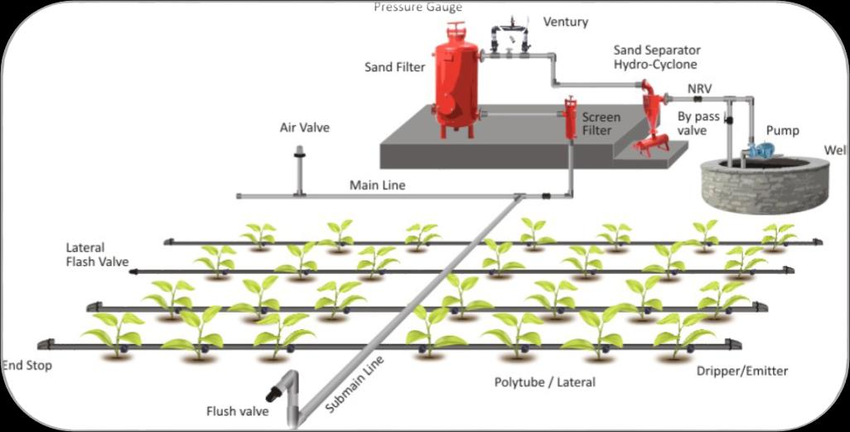 Pressure Gauge
Ventury
Sand Separator
Hydro-Cyclone
Sand Filter
NRV
Screen
Filter
By pass
valve
Pump
Well
Air Valve
Main Line
Lateral
Flash Valve
End Stop
Submain Line
Flush valve
Polytube / Lateral
Dripper/Emitter